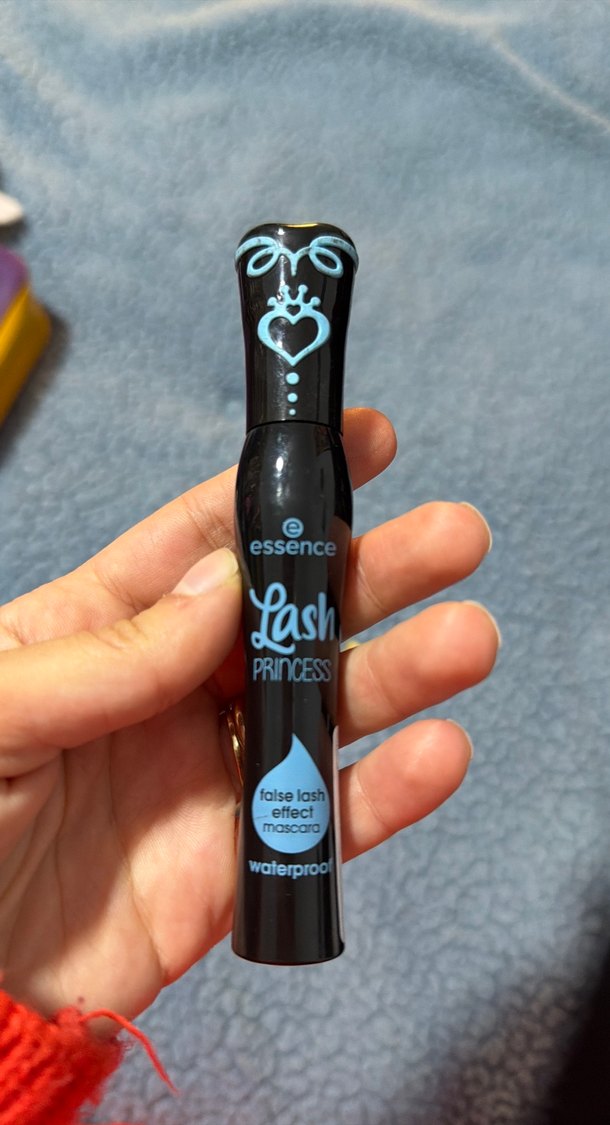 e
essence
Lash
PRINCESS
false lash
effect
mascara
waterproof